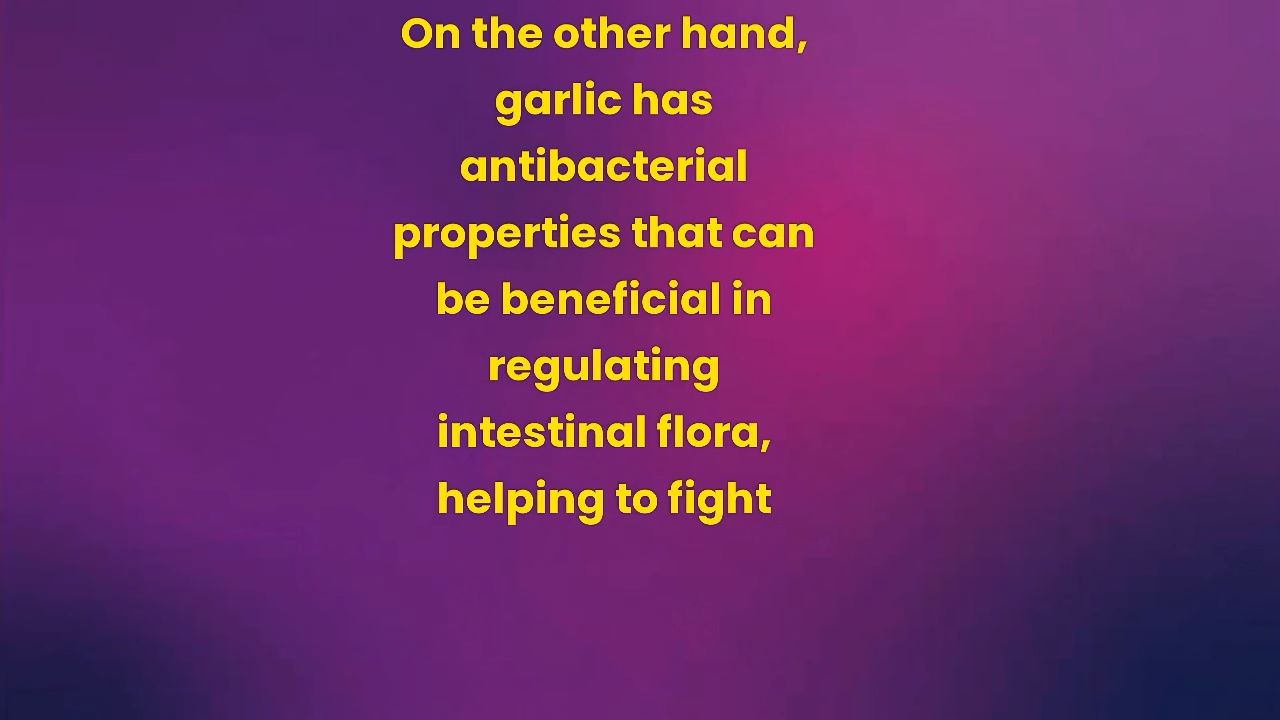 On the other hand,
garlic has
antibacterial
properties that can
be beneficial in
regulating
intestinal flora,
helping to fight